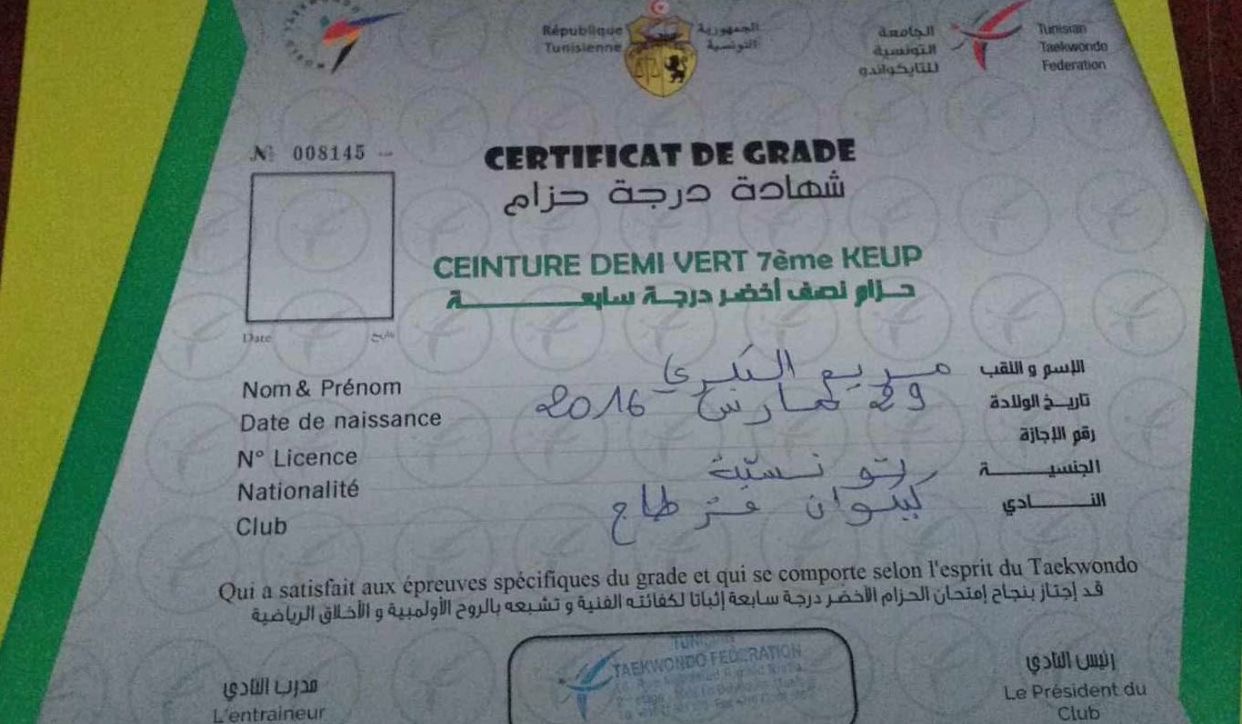 République
Tunisienne
الجمهورية
التونسية
الجامعة
التونسية
للتايكواندو
Tunisian
Taekwondo
Federation
№ 008145
CERTIFICAT DE GRADE
شهادة درجة حزام
CEINTURE DEMI VERT 7ème KEUP
حزام نصف أخضر درجة سابعة
Date تاريخ
Nom & Prénom مريم البكري الإسم و اللقب
Date de naissance 29 مارس 2016 تاريخ الولادة
N° Licence رقم الإجازة
Nationalité تونسيّة الجنسية
Club قرطاج النادي
Qui a satisfait aux épreuves spécifiques du grade et qui se comporte selon l'esprit du Taekwondo
قد إجتاز بنجاح إمتحان الحزام الأخضر درجة سابعة إثباتا لكفائته الفنية و تشبعه بالروح الأولمبية و الأخلاق الرياضية
TUNISIAN
TAEKWONDO FEDERATION
مدرب النادي
L'entraineur
رئيس النادي
Le Président du
Club